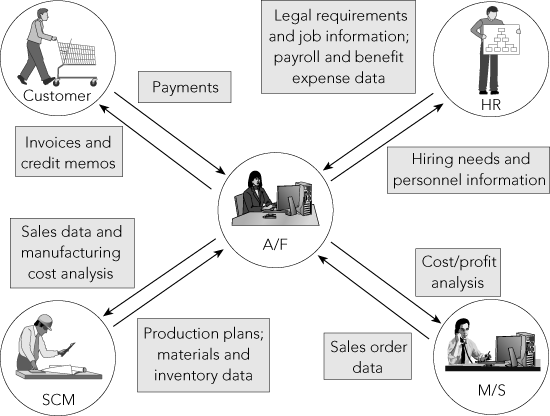 Legal requirements
and job information;
payroll and benefit
expense data
Customer
Payments
HR
Invoices and
credit memos
Hiring needs and
personnel information
A/F
Sales data and
manufacturing
cost analysis
Cost/profit
analysis
Production plans;
materials and
inventory data
Sales order
data
SCM
M/S